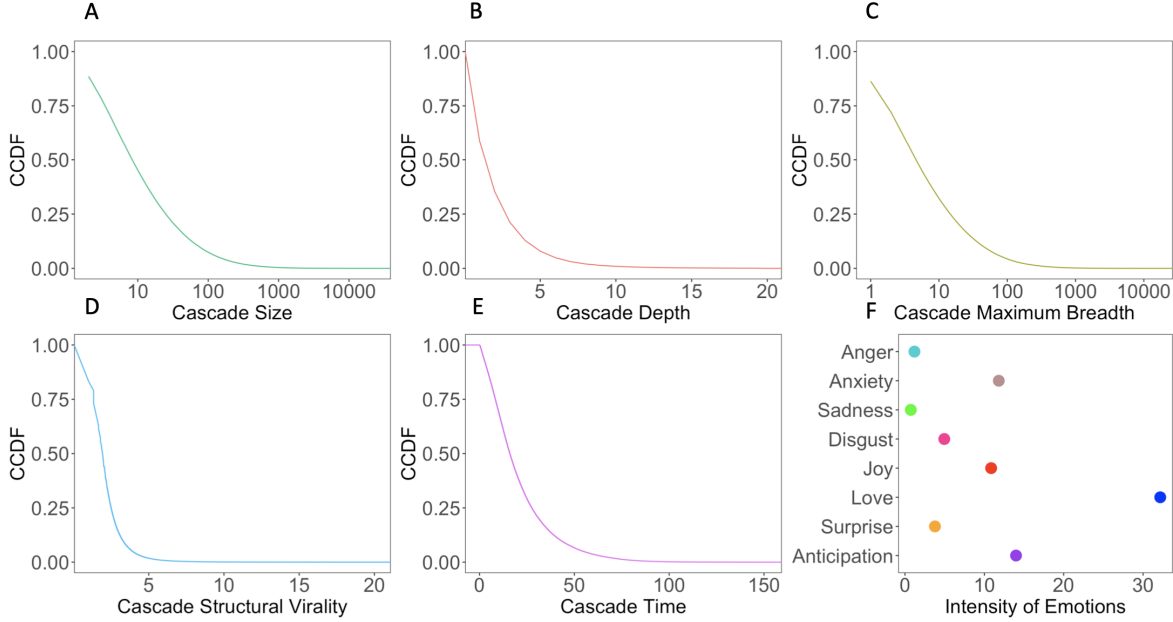 A
CCDF
1.00
0.75
0.50
0.25
0.00
10 100 1000 10000
Cascade Size
B
CCDF
1.00
0.75
0.50
0.25
0.00
5 10 15 20
Cascade Depth
C
CCDF
1.00
0.75
0.50
0.25
0.00
1 10 100 1000 10000
Cascade Maximum Breadth
D
CCDF
1.00
0.75
0.50
0.25
0.00
5 10 15 20
Cascade Structural Virality
E
CCDF
1.00
0.75
0.50
0.25
0.00
0 50 100 150
Cascade Time
F
Anger
Anxiety
Sadness
Disgust
Joy
Love
Surprise
Anticipation
0 10 20 30
Intensity of Emotions